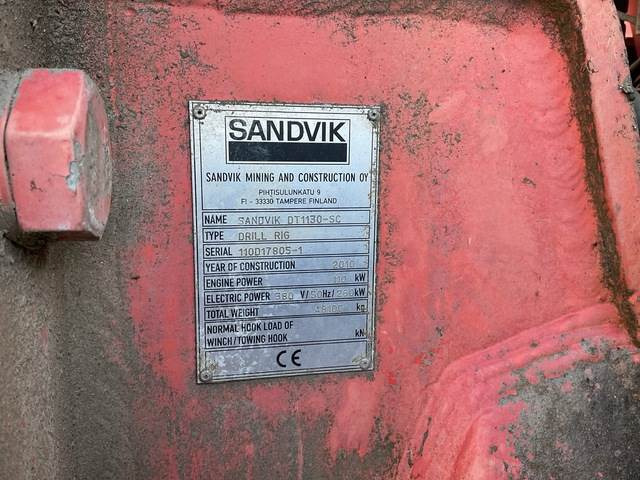 SANDVIK
SANDVIK MINING AND CONSTRUCTION OY
PIHTISULUNKATU 9
FI - 33330 TAMPERE FINLAND
NAME SANDVIK DT1130-SC
TYPE DRILL RIG
SERIAL 110D17805-1
YEAR OF CONSTRUCTION 2010
ENGINE POWER 110 kW
ELECTRIC POWER 380 V/50Hz/ kW
TOTAL WEIGHT kg
NORMAL HOOK LOAD OF
WINCH/TOWING HOOK kN
CE